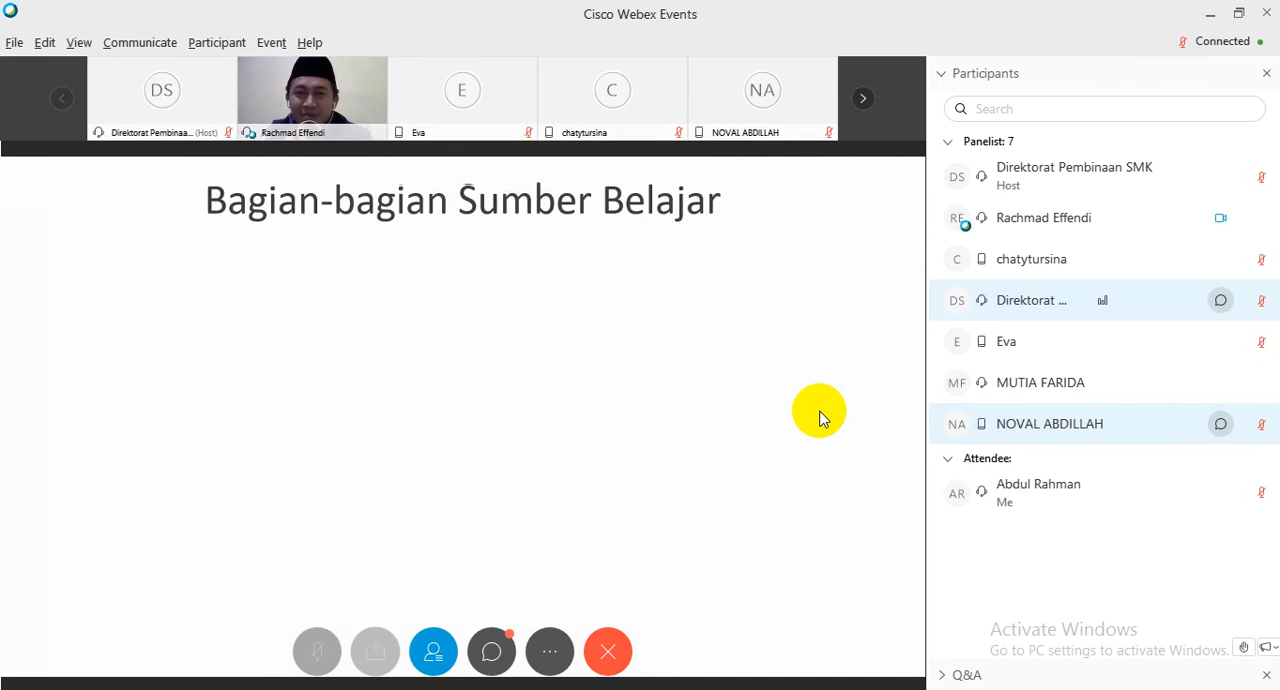 Cisco Webex Events
File Edit View Communicate Participant Event Help
Connected
DS
E
C
NA
Direktorat Pembinaa... (Host)
Rachmad Effendi
Eva
chatytursina
NOVAL ABDILLAH
Bagian-bagian Sumber Belajar
Participants
Search
Panelist: 7
DS Direktorat Pembinaan SMK
Host
RE Rachmad Effendi
C chatytursina
DS Direktorat ...
E Eva
MF MUTIA FARIDA
NA NOVAL ABDILLAH
Attendee:
AR Abdul Rahman
Me
Activate Windows
Go to PC settings to activate Windows.
Q&A